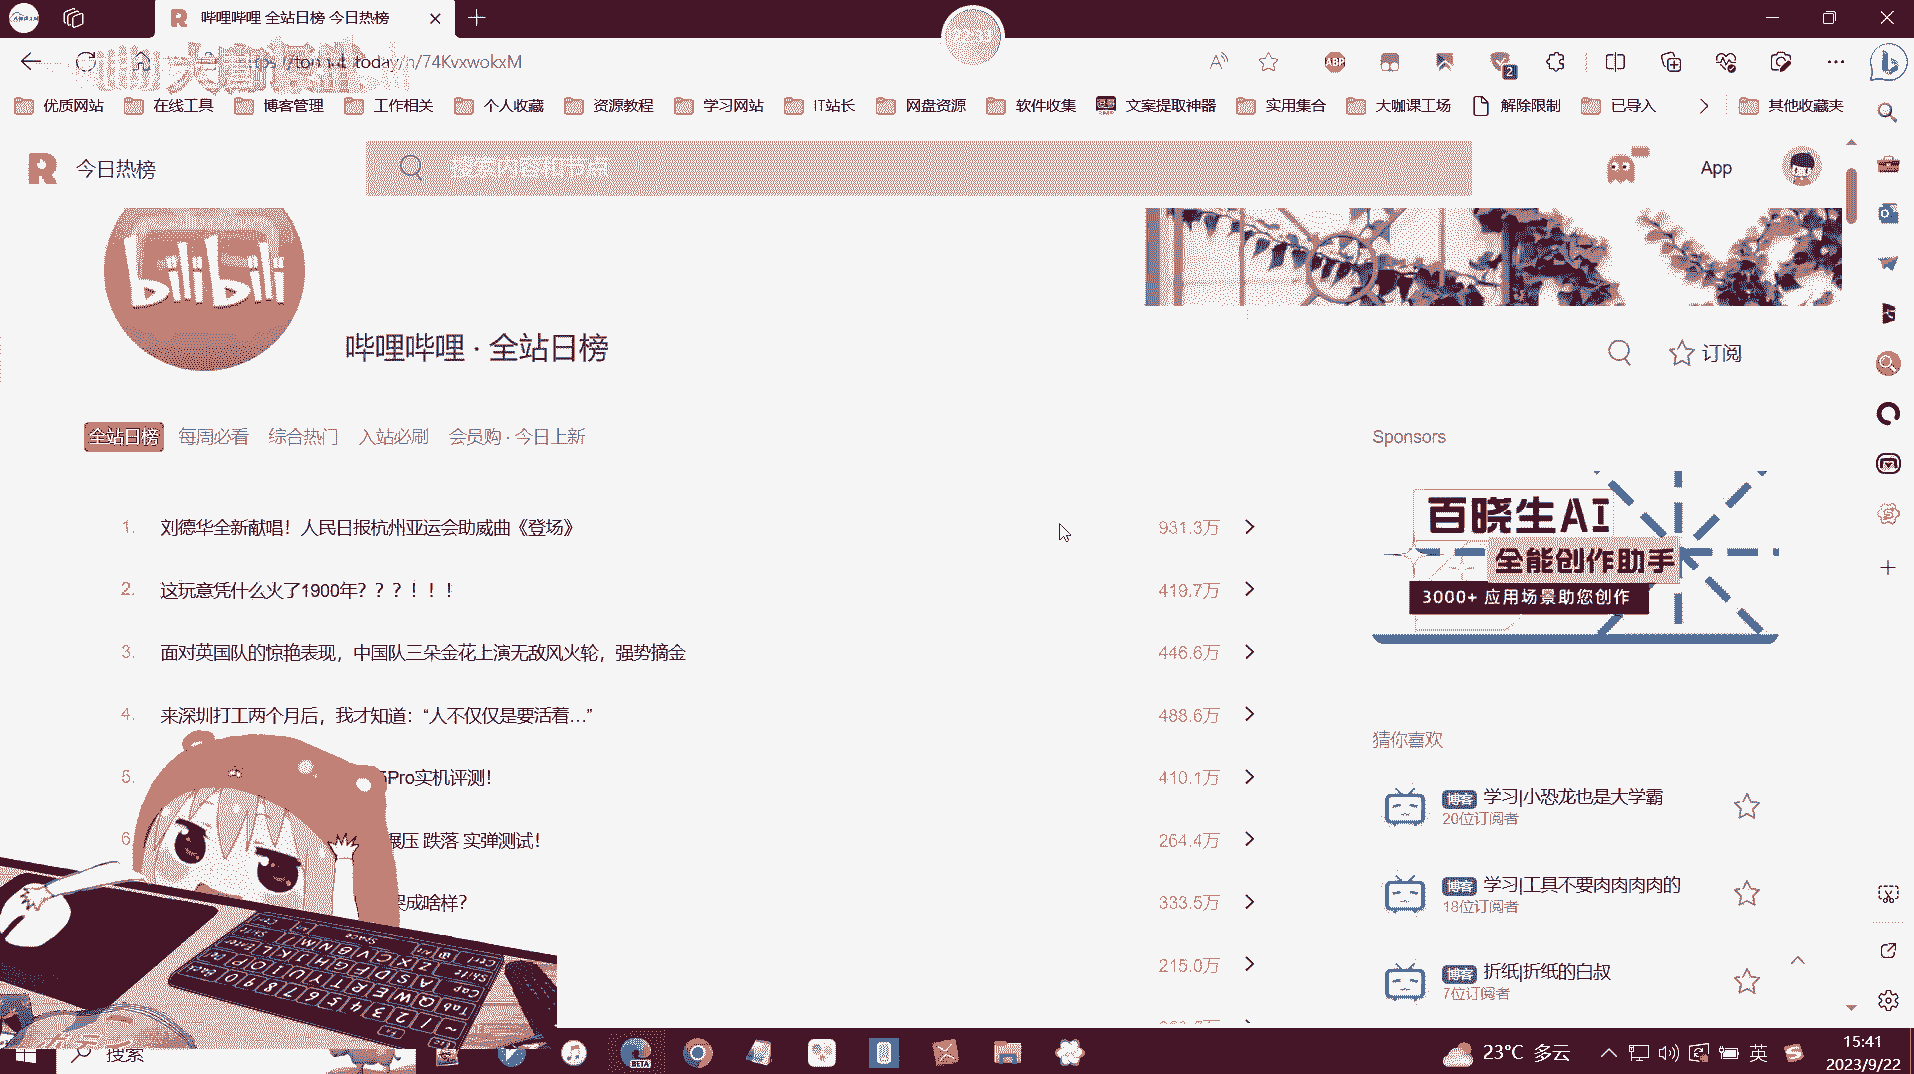 哔哩哔哩 全站日榜 今日热榜
today/n/74KvxwokxM
ABP
2
优质网站 在线工具 博客管理 工作相关 个人收藏 资源教程 学习网站 IT站长 网盘资源 软件收集 文案提取神器 实用集合 大咖课工场 解除限制 已导入 其他收藏夹
今日热榜
搜索内容和节点
App
bilibili
哔哩哔哩 · 全站日榜
订阅
全站日榜 每周必看 综合热门 入站必刷 会员购 · 今日上新
Sponsors
1. 刘德华全新献唱！人民日报杭州亚运会助威曲《登场》 931.3万
2. 这玩意凭什么火了1900年？？？！！！ 419.7万
3. 面对英国队的惊艳表现，中国队三朵金花上演无敌风火轮，强势摘金 446.6万
4. 来深圳打工两个月后，我才知道：“人不仅仅是要活着…” 488.6万
5. Pro实机评测！ 410.1万
6. 碾压 跌落 实弹测试！ 264.4万
成啥样？ 333.5万
215.0万
百晓生AI
全能创作助手
3000+ 应用场景助您创作
猜你喜欢
博客 学习|小恐龙也是大学霸
20位订阅者
博客 学习|工具不要肉肉肉肉的
18位订阅者
博客 折纸|折纸的白叔
7位订阅者
搜索
BETA
23°C 多云
英
15:41
2023/9/22